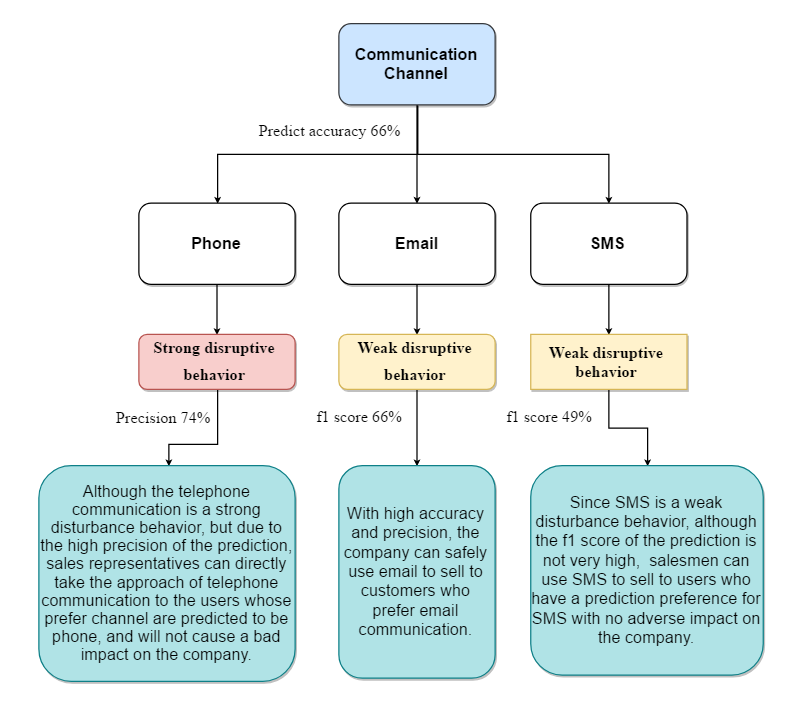 Communication
Channel
Predict accuracy 66%
Phone
Email
SMS
Strong disruptive
behavior
Weak disruptive
behavior
Weak disruptive
behavior
Precision 74%
f1 score 66%
f1 score 49%
Although the telephone
communication is a strong
disturbance behavior, but due to
the high precision of the prediction,
sales representatives can directly
take the approach of telephone
communication to the users whose
prefer channel are predicted to be
phone, and will not cause a bad
impact on the company.
With high accuracy
and precision, the
company can safely
use email to sell to
customers who
prefer email
communication.
Since SMS is a weak
disturbance behavior, although
the f1 score of the prediction is
not very high, salesmen can
use SMS to sell to users who
have a prediction preference for
SMS with no adverse impact on
the company.